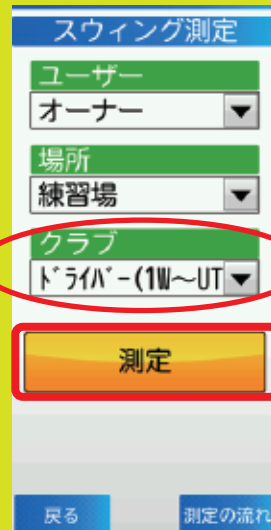 スウィング測定
ユーザー
オーナー
場所
練習場
クラブ
ﾄﾞﾗｲﾊﾞｰ(1W～UT
測定
戻る
測定の流れ